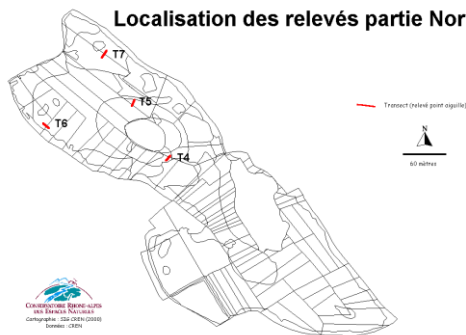 Localisation des relevés partie Nor
T7
T5
T6
T4
Transect (relevé point aiguille)
N
60 mètres
CONSERVATOIRE RHONE-ALPES
DES ESPACES NATURELS
Cartographie : SIG CREN (2000)
Données : CREN